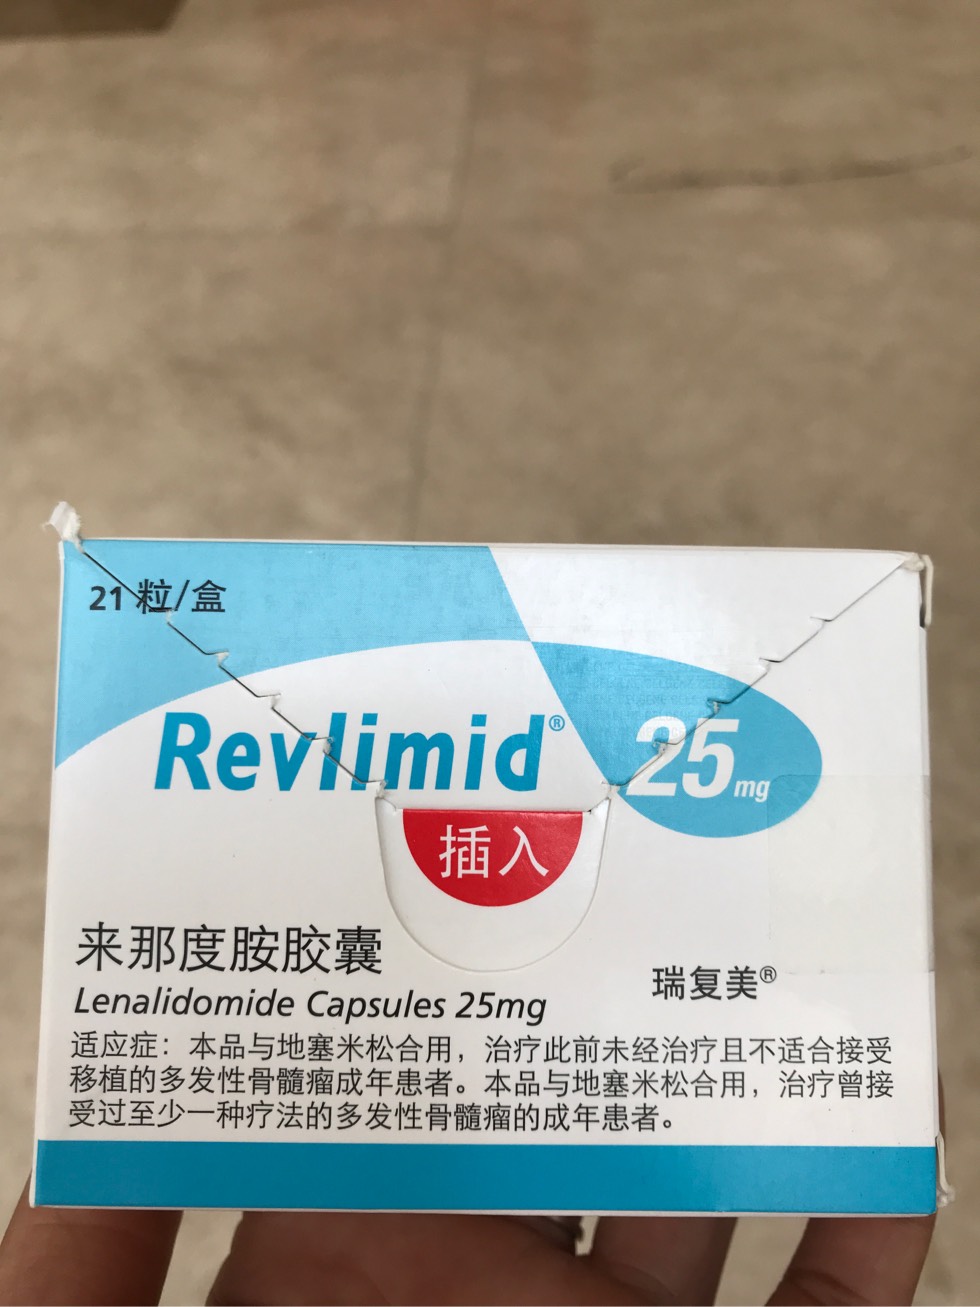 21 粒/盒
Revlimid® 25mg
插入
来那度胺胶囊
Lenalidomide Capsules 25mg
瑞复美®
适应症：本品与地塞米松合用，治疗此前未经治疗且不适合接受
移植的多发性骨髓瘤成年患者。本品与地塞米松合用，治疗曾接
受过至少一种疗法的多发性骨髓瘤的成年患者。